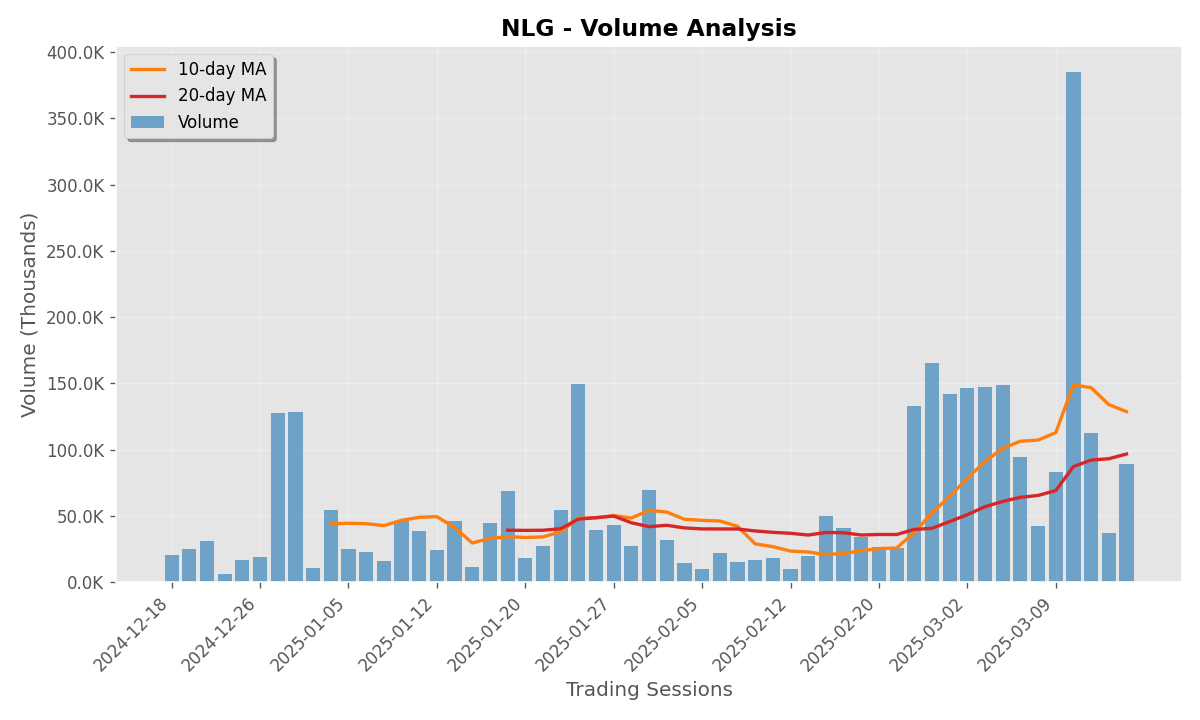 NLG - Volume Analysis
10-day MA
20-day MA
Volume
400.0K
350.0K
300.0K
250.0K
200.0K
150.0K
100.0K
50.0K
0.0K
Volume (Thousands)
2024-12-18
2024-12-26
2025-01-05
2025-01-12
2025-01-20
2025-01-27
2025-02-05
2025-02-12
2025-02-20
2025-03-02
2025-03-09
Trading Sessions